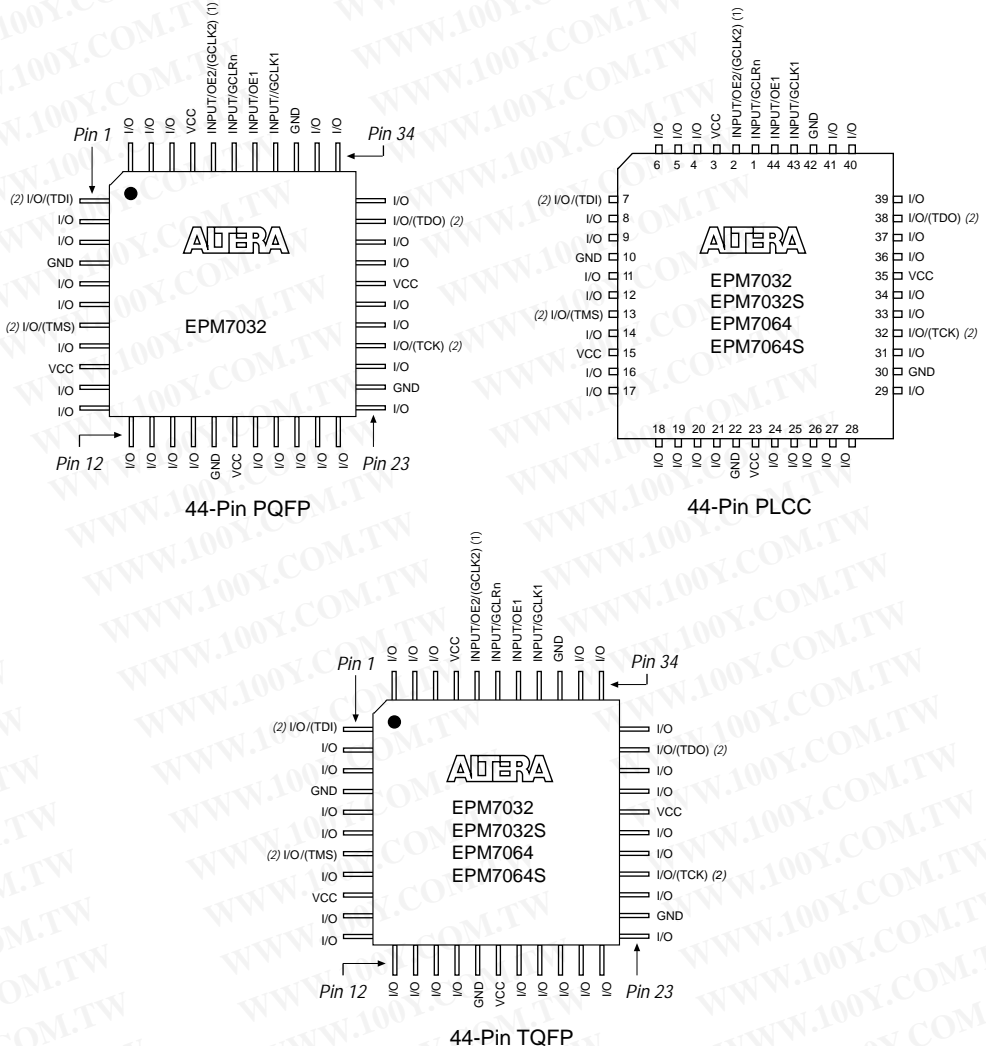 I/O
I/O
I/O
VCC
INPUT/OE2/(GCLK2) (1)
INPUT/GCLRn
INPUT/OE1
INPUT//GCLK1
GND
I/O
I/O
Pin 1
Pin 34
(2) I/O/(TDI)
I/O
I/O
GND
I/O
I/O
(2) I/O/(TMS)
I/O
VCC
I/O
I/O
ALTERA
EPM7032
I/O
I/O/(TDO) (2)
I/O
I/O
VCC
I/O
I/O
I/O/(TCK) (2)
I/O
GND
I/O
Pin 12
Pin 23
I/O
I/O
I/O
I/O
GND
VCC
I/O
I/O
I/O
I/O
I/O
44-Pin PQFP
I/O
I/O
I/O
VCC
INPUT/OE2/(GCLK2) (1)
INPUT/GCLRn
INPUT/OE1
INPUT/GCLK1
GND
I/O
I/O
6 5 4 3 2 1 44 43 42 41 40
(2) I/O/(TDI) 7
I/O 8
I/O 9
GND 10
I/O 11
I/O 12
(2) I/O/(TMS) 13
I/O 14
VCC 15
I/O 16
I/O 17
ALTERA
EPM7032
EPM7032S
EPM7064
EPM7064S
39 I/O
38 I/O/(TDO) (2)
37 I/O
36 I/O
35 VCC
34 I/O
33 I/O
32 I/O/(TCK) (2)
31 I/O
30 GND
29 I/O
18 19 20 21 22 23 24 25 26 27 28
I/O
I/O
I/O
I/O
GND
VCC
I/O
I/O
I/O
I/O
I/O
44-Pin PLCC
I/O
I/O
I/O
VCC
INPUT/OE2/(GCLK2) (1)
INPUT/GCLRn
INPUT/OE1
INPUT/GCLK1
GND
I/O
I/O
Pin 1
Pin 34
(2) I/O/(TDI)
I/O
I/O
GND
I/O
I/O
(2) I/O/(TMS)
I/O
VCC
I/O
I/O
ALTERA
EPM7032
EPM7032S
EPM7064
EPM7064S
I/O
I/O/(TDO) (2)
I/O
I/O
VCC
I/O
I/O
I/O/(TCK) (2)
I/O
GND
I/O
Pin 12
Pin 23
I/O
I/O
I/O
I/O
GND
VCC
I/O
I/O
I/O
I/O
I/O
44-Pin TQFP
WWW.100Y.COM.TW